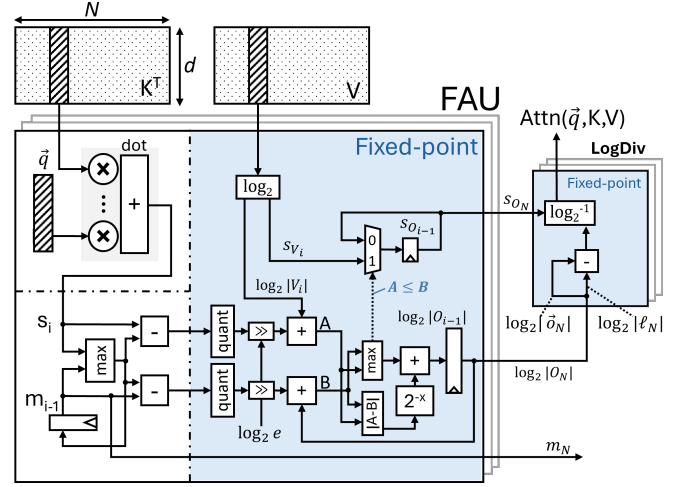 N
d
K^T
V
FAU
Attn(q⃗,K,V)
LogDiv
Fixed-point
Fixed-point
dot
q⃗
×
⋮
×
+
log₂
s_{V_i}
log₂ |V_i|
0
1
s_{O_{i-1}}
s_{O_N}
log₂⁻¹
-
A ≤ B
log₂|o⃗_N|
log₂|ℓ_N|
s_i
m_{i-1}
max
-
-
quant
quant
>>
>>
log₂ e
+
+
A
B
max
|A-B|
+
2^{-x}
log₂ |O_{i-1}|
log₂ |O_N|
m_N